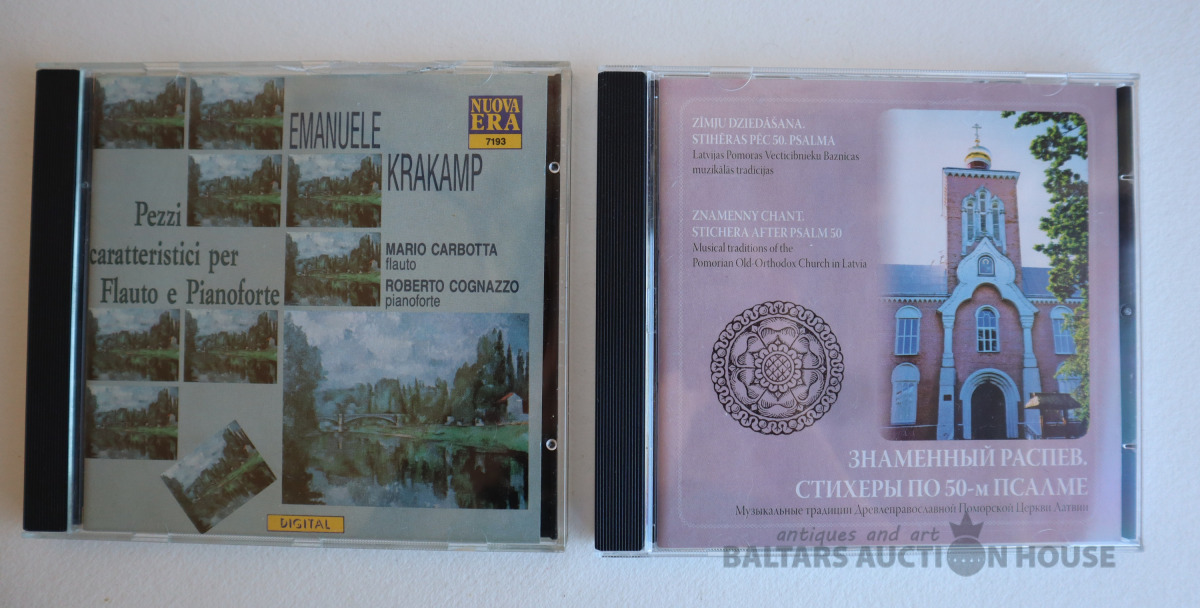 EMANUELE
KRAKAMP
NUOVA
ERA
7193
Pezzi
caratteristici per
Flauto e Pianoforte
MARIO CARBOTTA
flauto
ROBERTO COGNAZZO
pianoforte
DIGITAL
ZĪMJU DZIEDĀŠANA.
STIHĒRAS PĒC 50. PSALMA
Latvijas Pomoras Vecticībnieku Baznīcas
muzikālās tradīcijas
ZNAMENNY CHANT.
STICHERA AFTER PSALM 50
Musical traditions of the
Pomorian Old-Orthodox Church in Latvia
ЗНАМЕННЫЙ РАСПЕВ.
СТИХЕРЫ ПО 50-м ПСАЛМЕ
Музыкальные традиции Древлеправославной Поморской Церкви Латвии
antiques and art
BALTARS AUCTION HOUSE